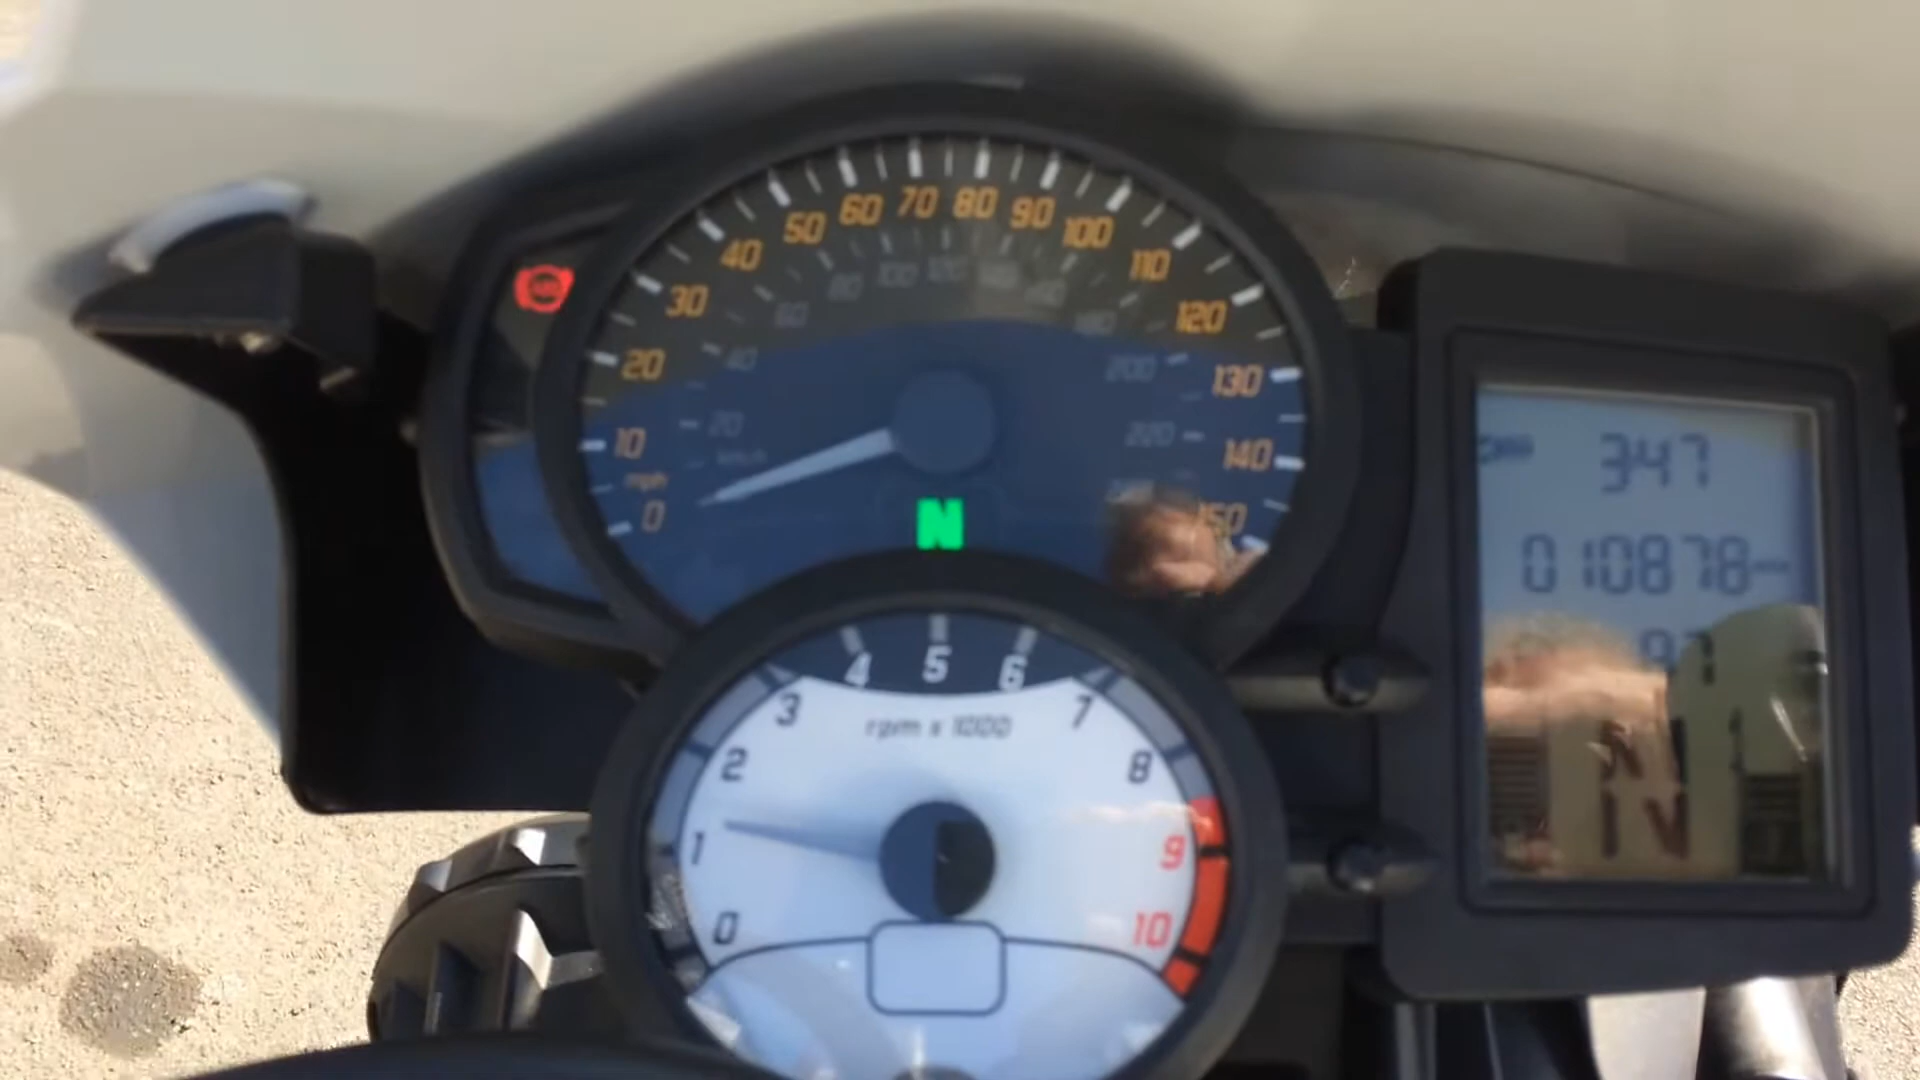 10 20 30 40 50 60 70 80 90 100 110 120 130 140 150
mph
0
20 40 60 80 100 120 140 160 180 200 220
km/h
N
0 1 2 3 4 5 6 7 8 9 10
rpm x 1000
347
010878